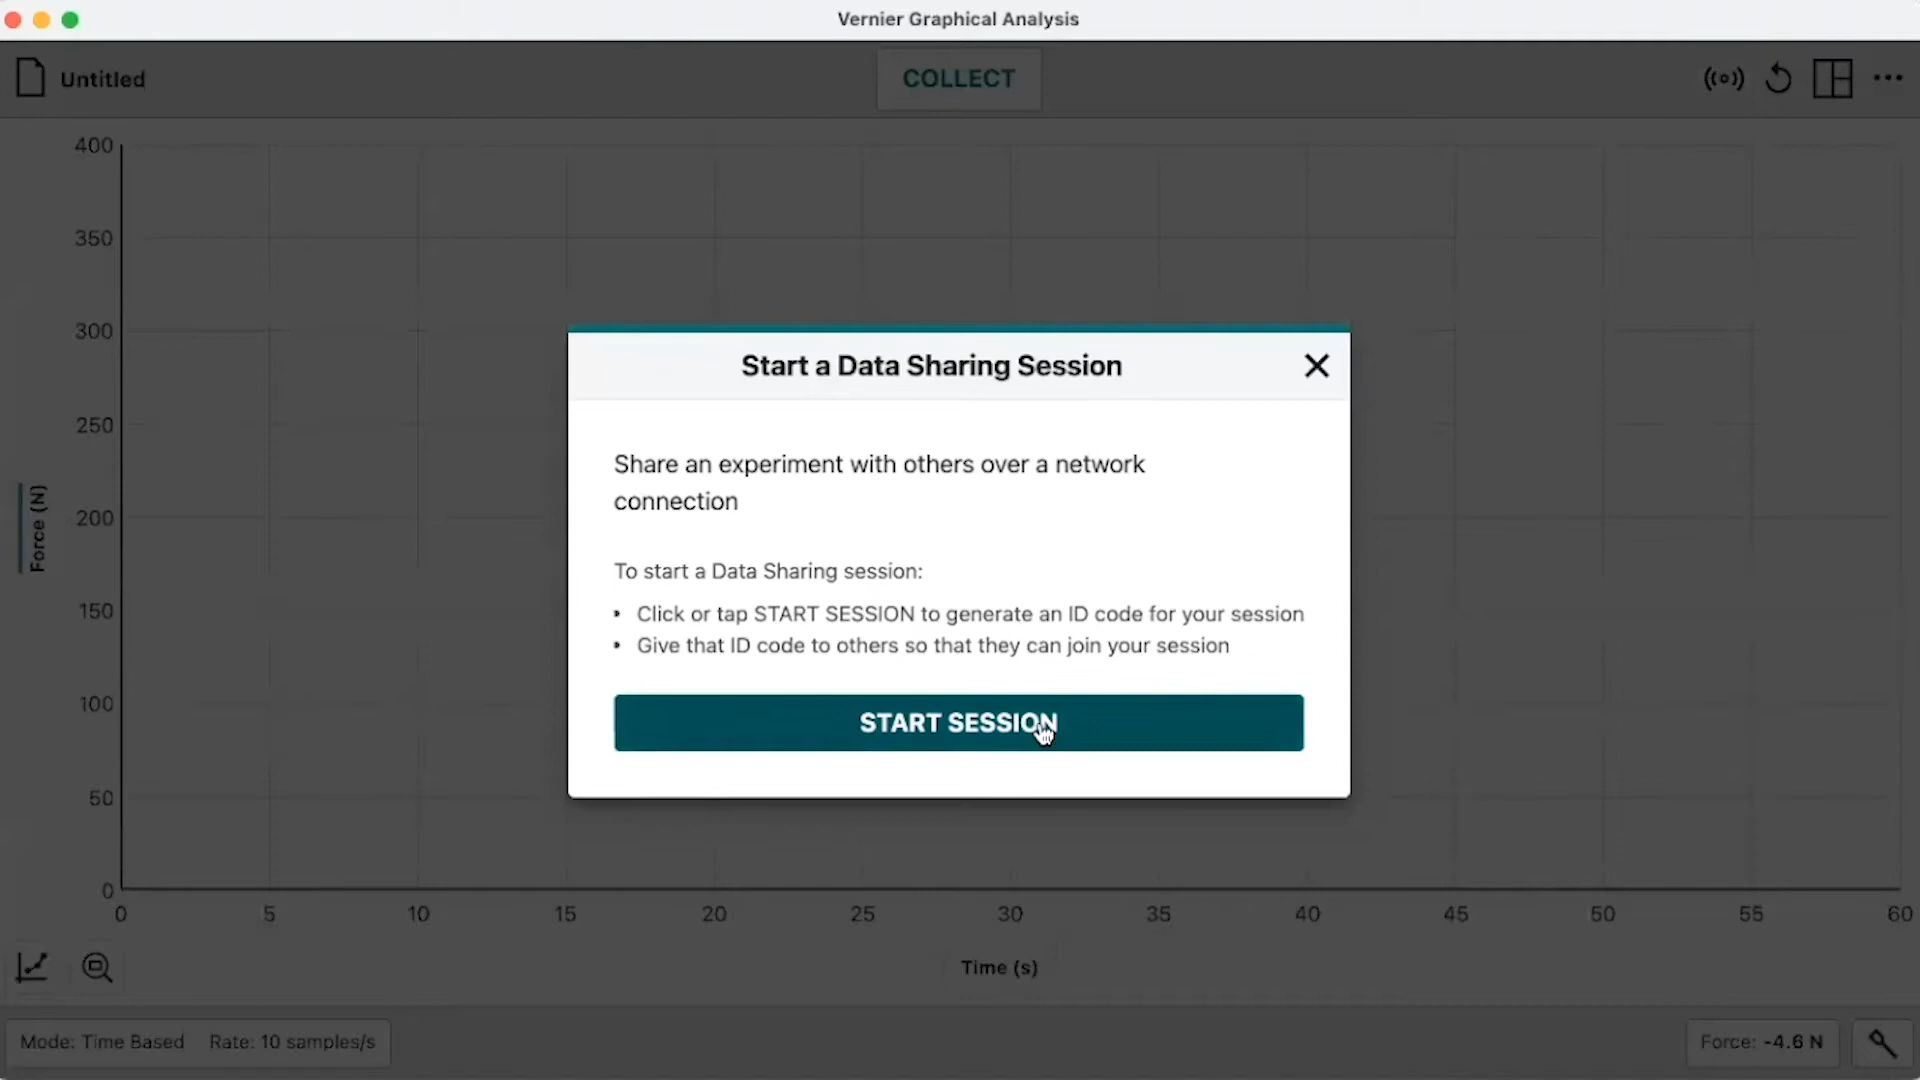 Vernier Graphical Analysis
Untitled
COLLECT
400
350
300
250
200
150
100
50
0
Force (N)
Start a Data Sharing Session
Share an experiment with others over a network
connection
To start a Data Sharing session:
• Click or tap START SESSION to generate an ID code for your session
• Give that ID code to others so that they can join your session
START SESSION
0 5 10 15 20 25 30 35 40 45 50 55 60
Time (s)
Mode: Time Based Rate: 10 samples/s
Force: -4.6 N